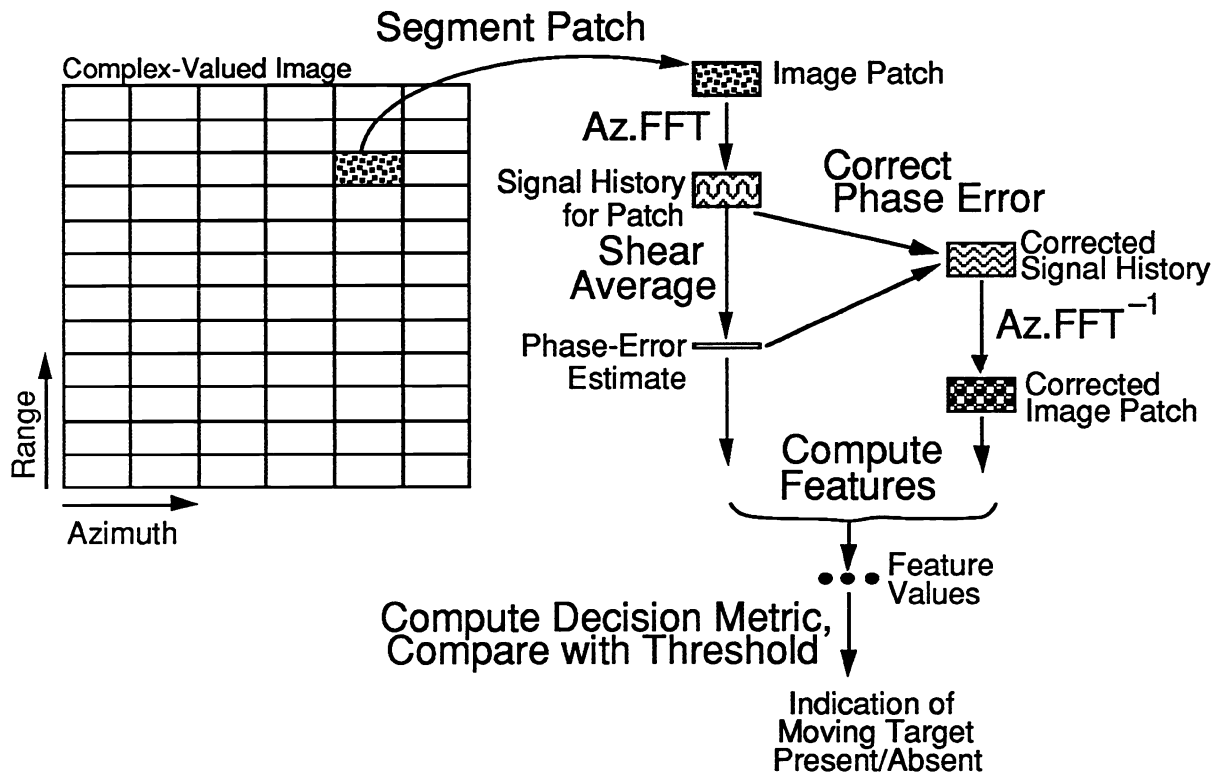 Segment Patch
Complex-Valued Image
Image Patch
Az.FFT
Signal History
for Patch
Correct
Phase Error
Shear
Average
Corrected
Signal History
Az.FFT⁻¹
Phase-Error
Estimate
Corrected
Image Patch
Range
Azimuth
Compute
Features
Feature
Values
Compute Decision Metric,
Compare with Threshold
Indication of
Moving Target
Present/Absent